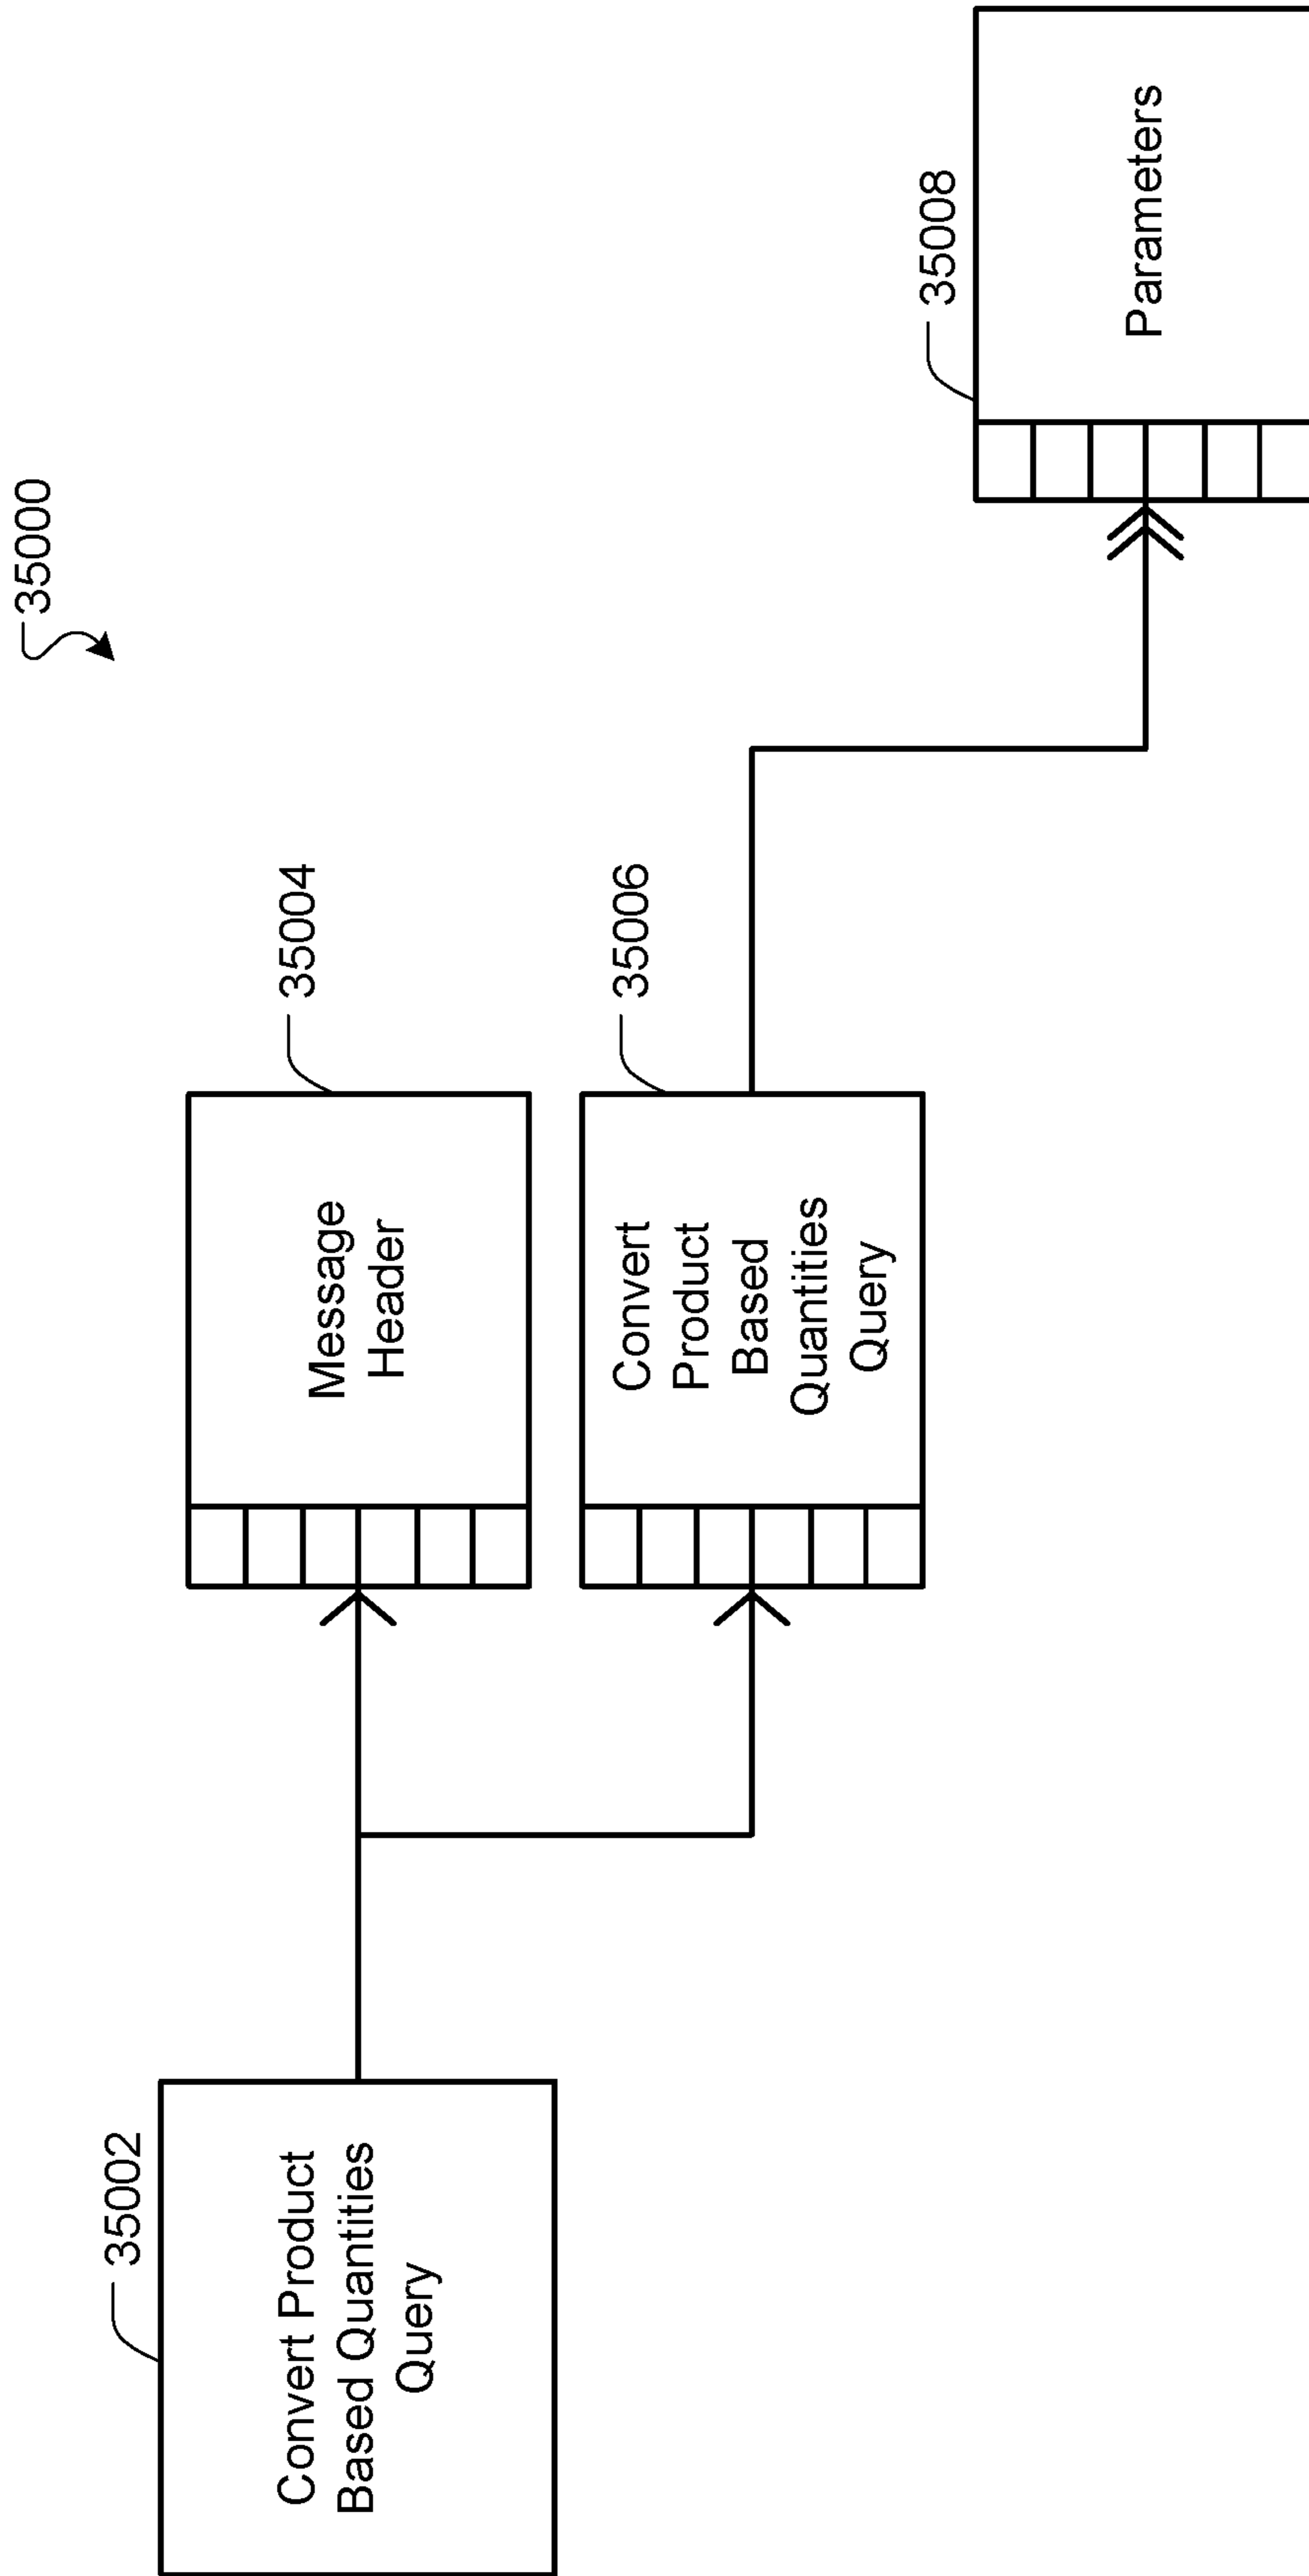 35000
35002
Convert Product
Based Quantities
Query
35004
Message
Header
35006
Convert
Product
Based
Quantities
Query
35008
Parameters